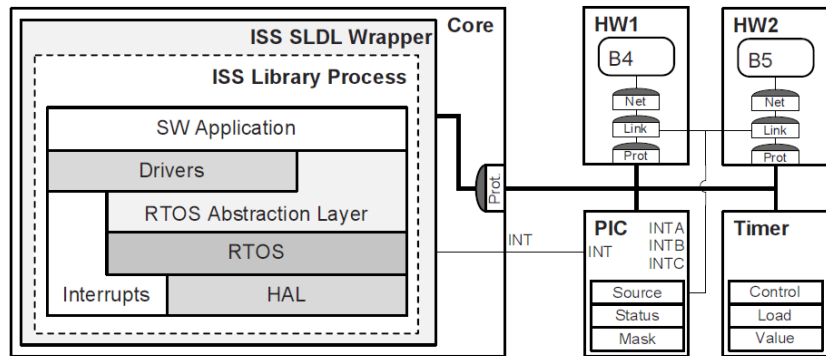 ISS SLDL Wrapper
Core
ISS Library Process
SW Application
Drivers
RTOS Abstraction Layer
RTOS
Interrupts
HAL
Prot.
INT
HW1
B4
Net
Link
Prot
HW2
B5
Net
Link
Prot
PIC
INTA
INTB
INTC
INT
Source
Status
Mask
Timer
Control
Load
Value